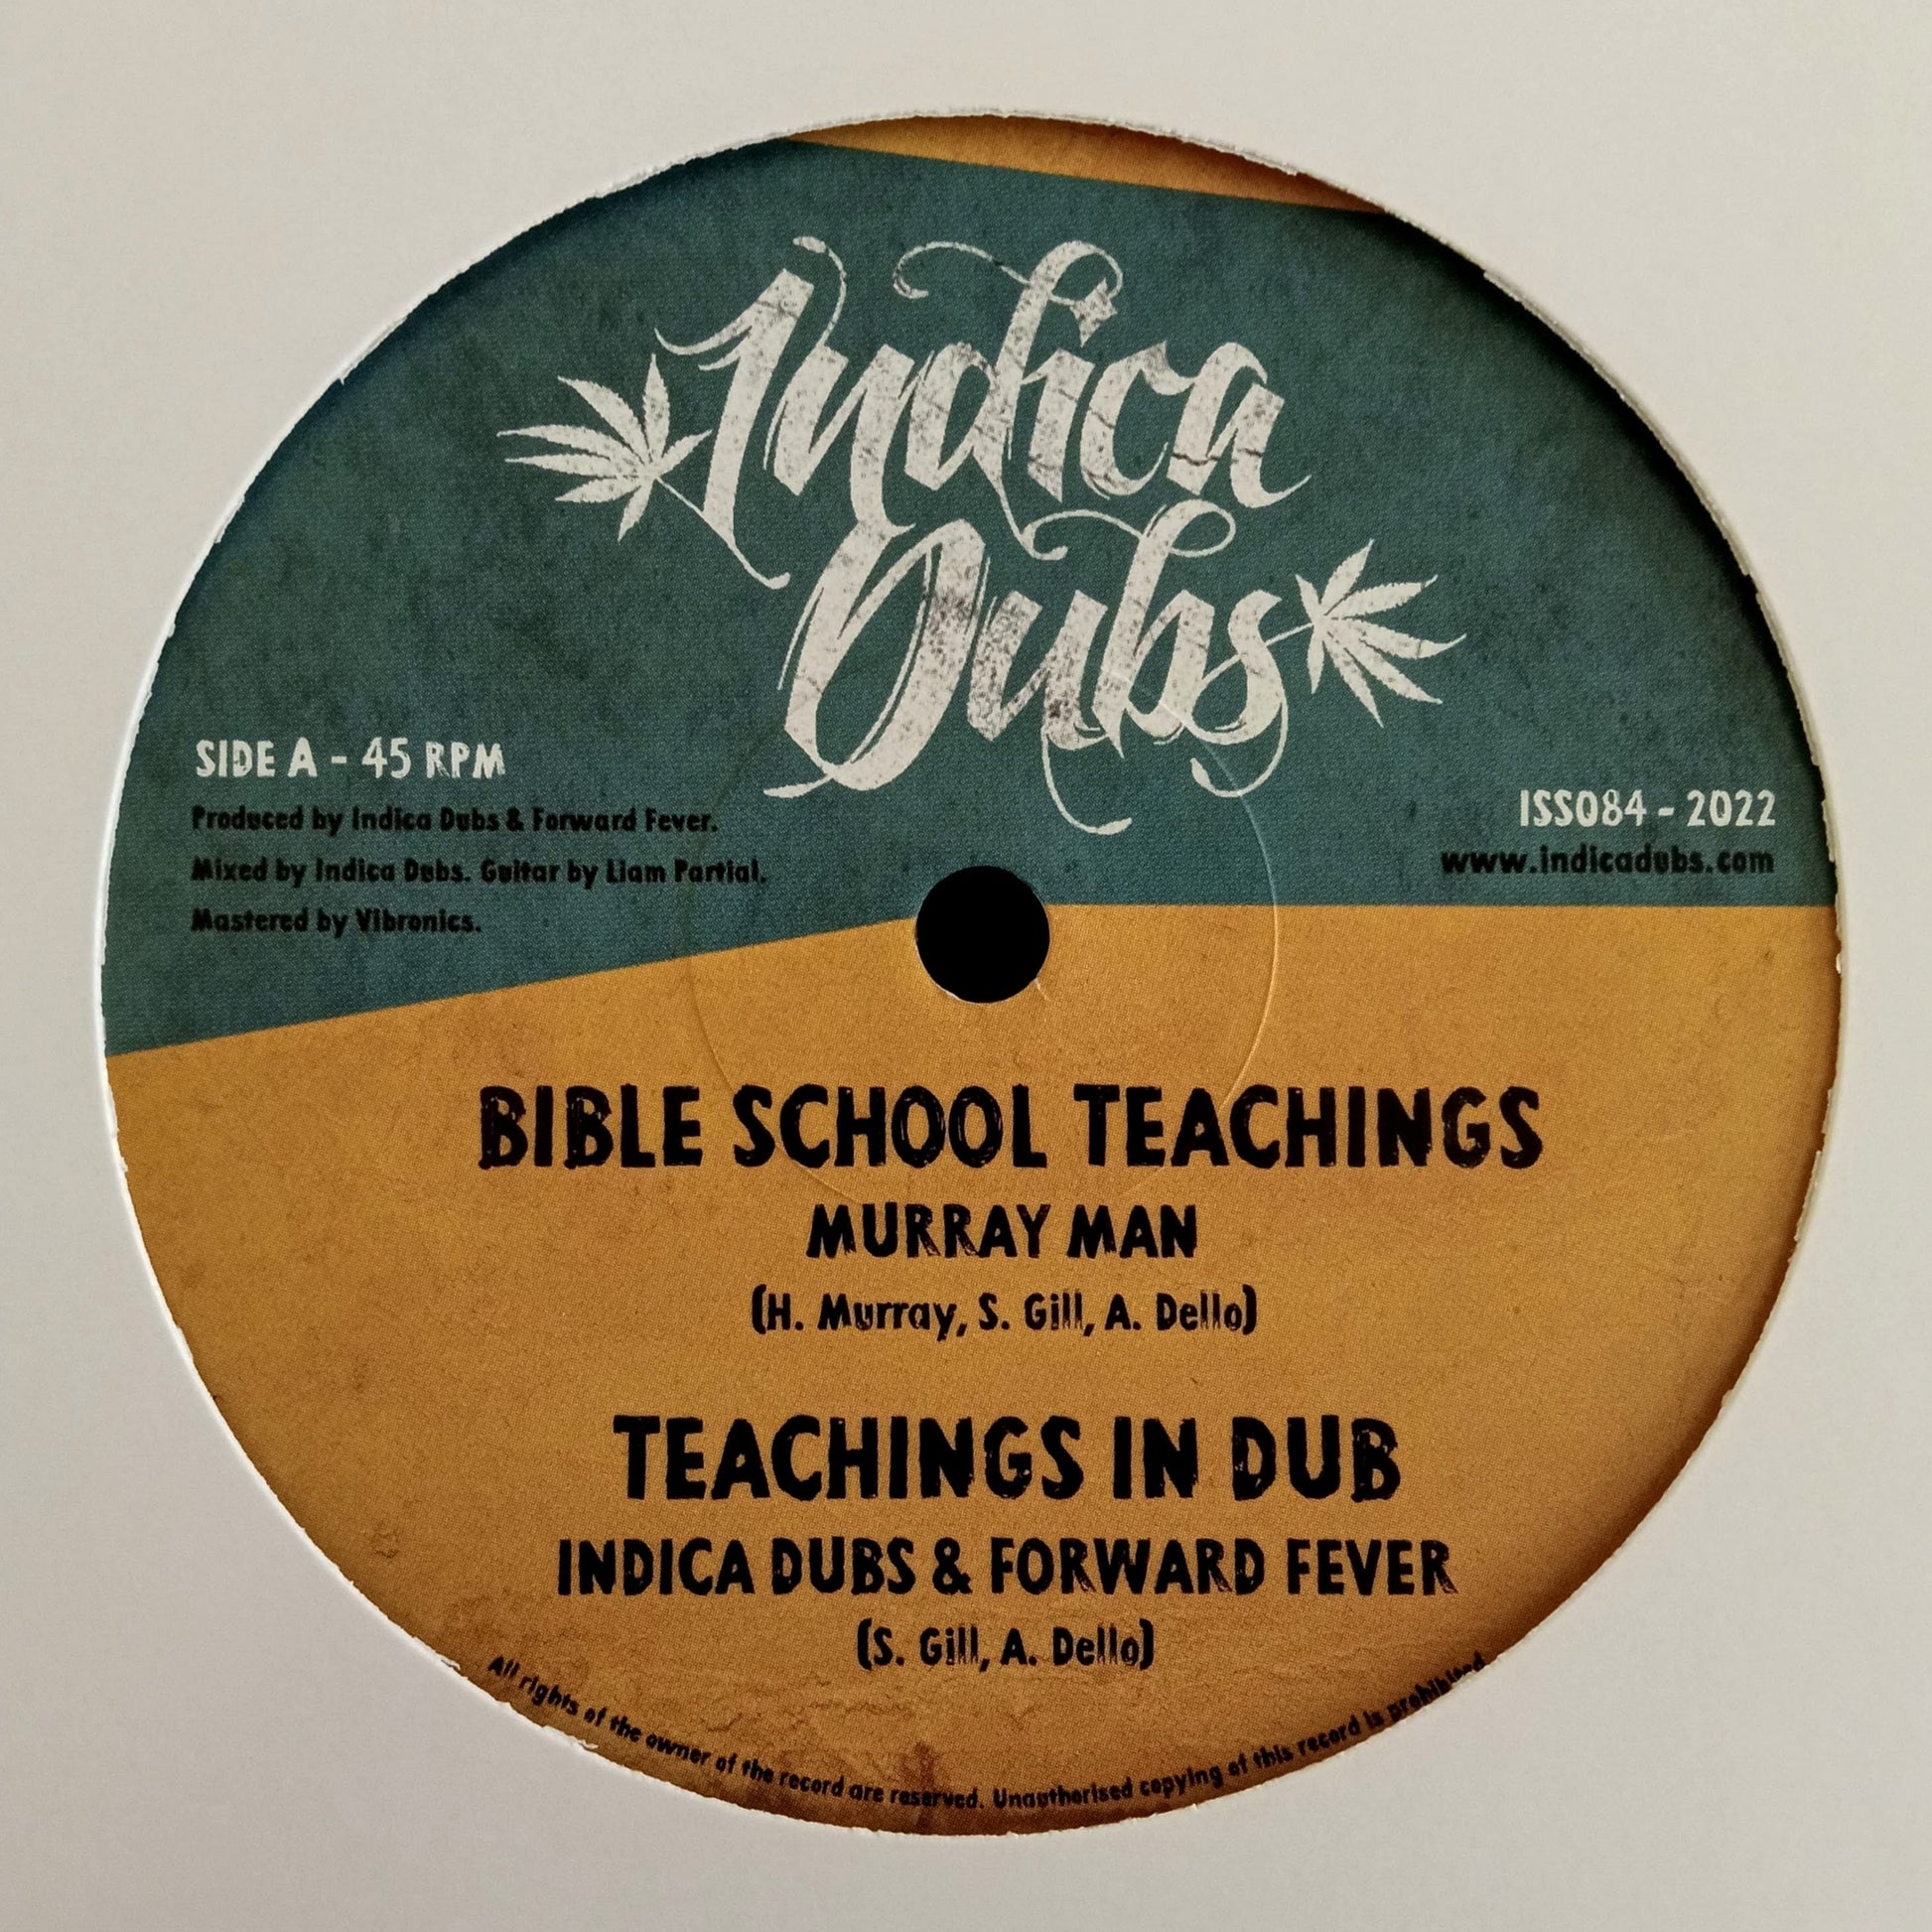 Indica
Dubs
SIDE A - 45 RPM
Produced by Indica Dubs & Forward Fever.
Mixed by Indica Dubs. Guitar by Liam Partial.
Mastered by Vibronics.
ISS084 - 2022
www.indicadubs.com
BIBLE SCHOOL TEACHINGS
MURRAY MAN
(H. Murray, S. Gill, A. Dello)
TEACHINGS IN DUB
INDICA DUBS & FORWARD FEVER
(S. Gill, A. Dello)
All rights of the owner of the record are reserved. Unauthorised copying of this record is prohibited